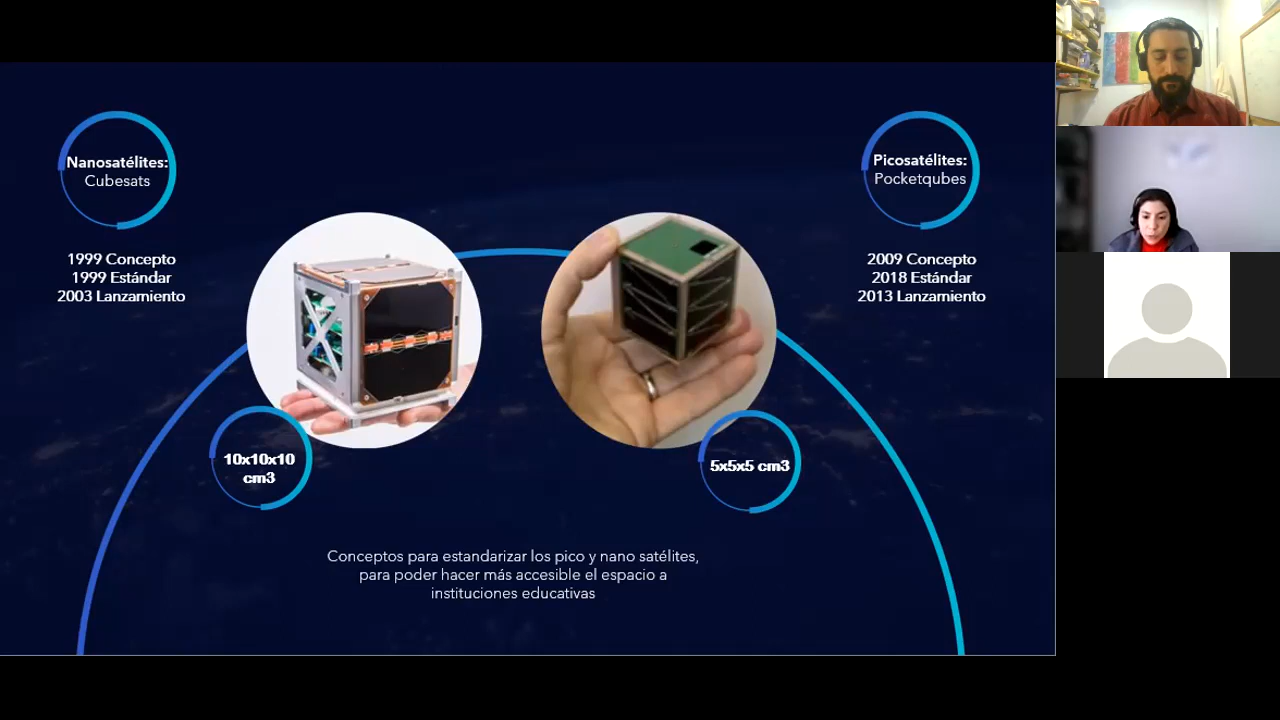 Nanosatélites:
Cubesats
1999 Concepto
1999 Estándar
2003 Lanzamiento
10x10x10
cm3
Picosatélites:
Pocketqubes
2009 Concepto
2018 Estándar
2013 Lanzamiento
5x5x5 cm3
Conceptos para estandarizar los pico y nano satélites,
para poder hacer más accesible el espacio a
instituciones educativas